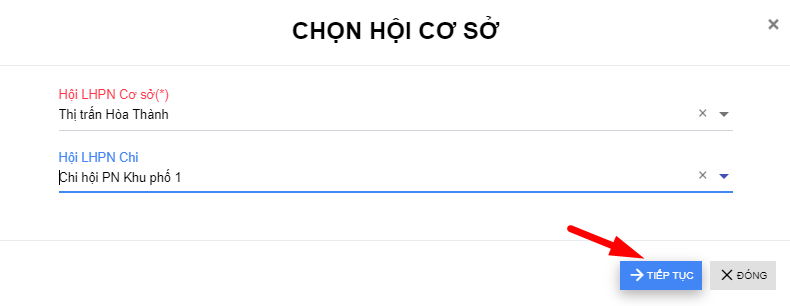 CHỌN HỘI CƠ SỞ
Hội LHPN Cơ sở(*)
Thị trấn Hòa Thành
Hội LHPN Chi
Chi hội PN Khu phố 1
TIẾP TỤC
ĐÓNG